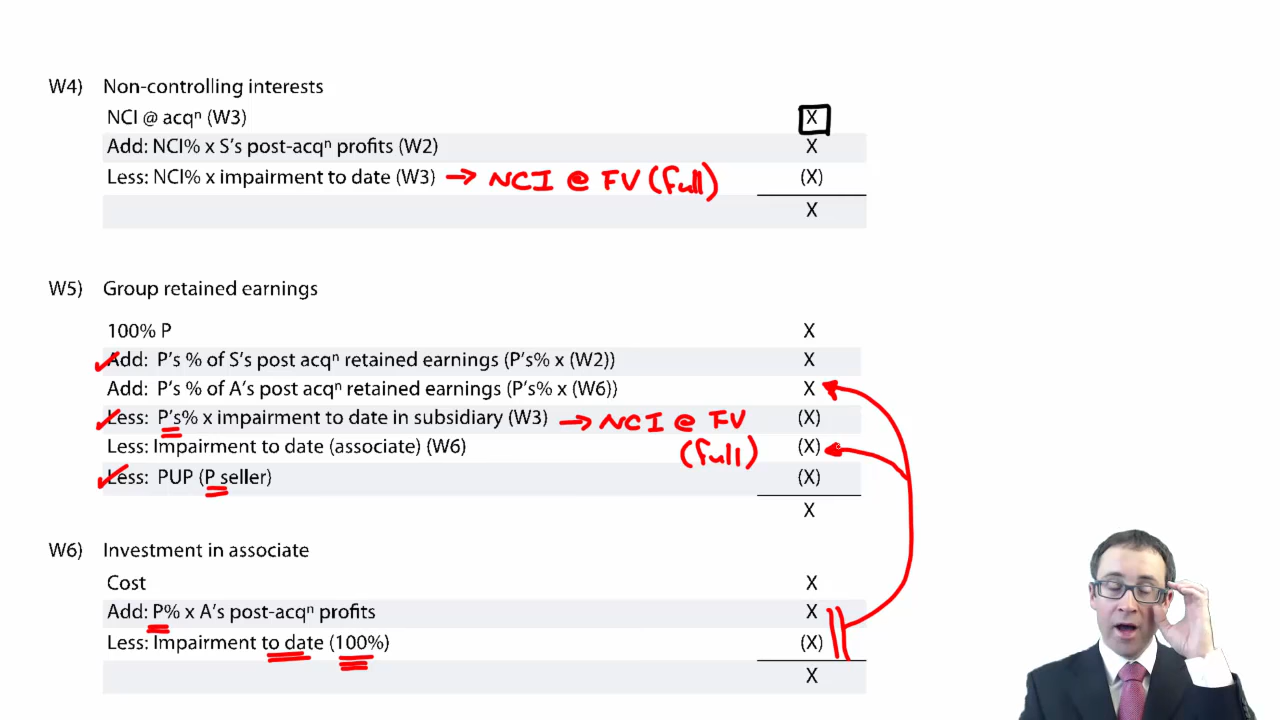 W4) Non-controlling interests
NCI @ acqⁿ (W3) X
Add: NCI% x S's post-acqⁿ profits (W2) X
Less: NCI% x impairment to date (W3) → NCI @ FV (full) (X)
X
W5) Group retained earnings
100% P X
Add: P's % of S's post acqⁿ retained earnings (P's% x (W2)) X
Add: P's % of A's post acqⁿ retained earnings (P's% x (W6)) X
Less: P's% x impairment to date in subsidiary (W3) → NCI @ FV (X)
Less: Impairment to date (associate) (W6) (full) (X)
Less: PUP (P seller) (X)
X
W6) Investment in associate
Cost X
Add: P% x A's post-acqⁿ profits X
Less: Impairment to date (100%) (X)
X